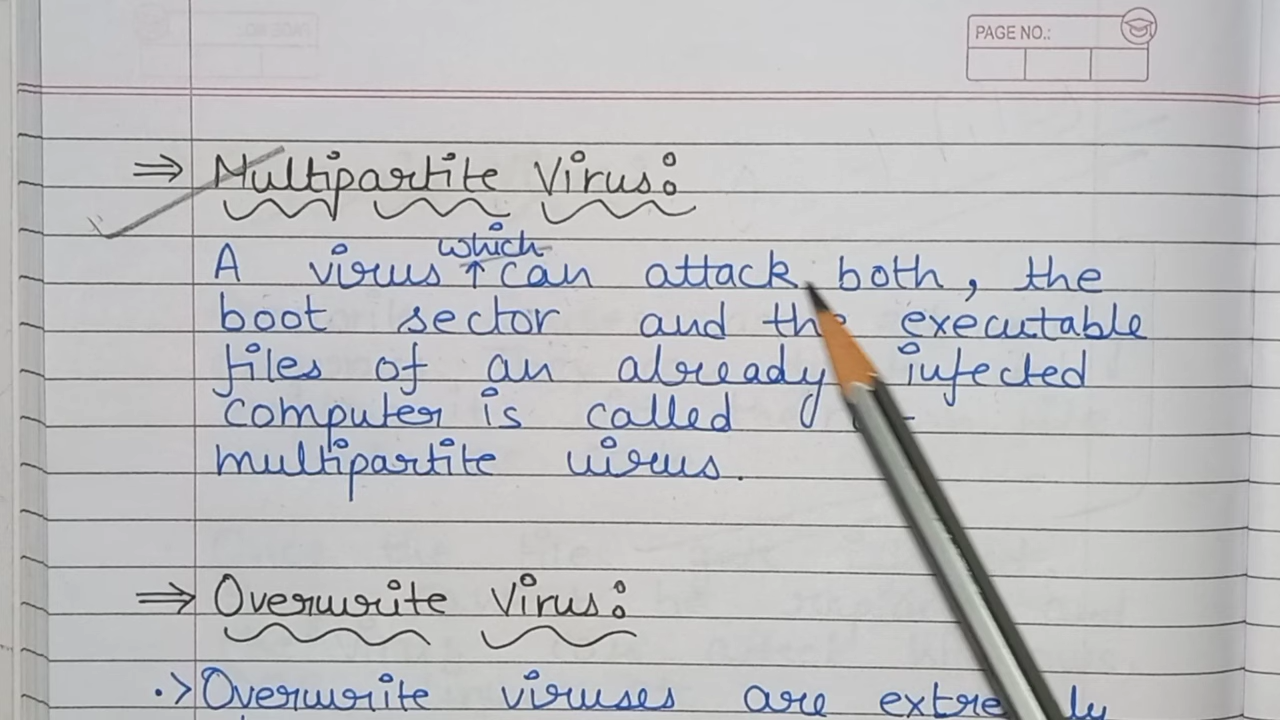 PAGE NO.:
⇒ Multipartite Virus:
which
A virus ↑ can attack both, the
boot sector and the executable
files of an already infected
computer is called
multipartite virus.
⇒ Overwrite Virus:
·> Overwrite viruses are